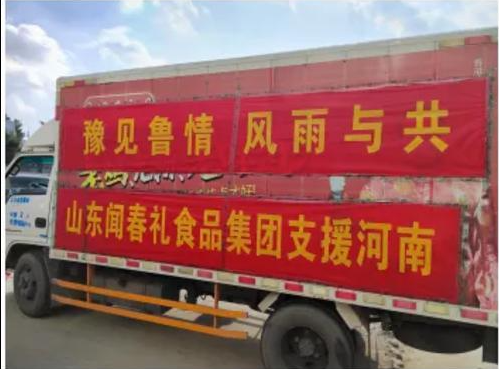 豫见鲁情 风雨与共
山东闻春礼食品集团支援河南